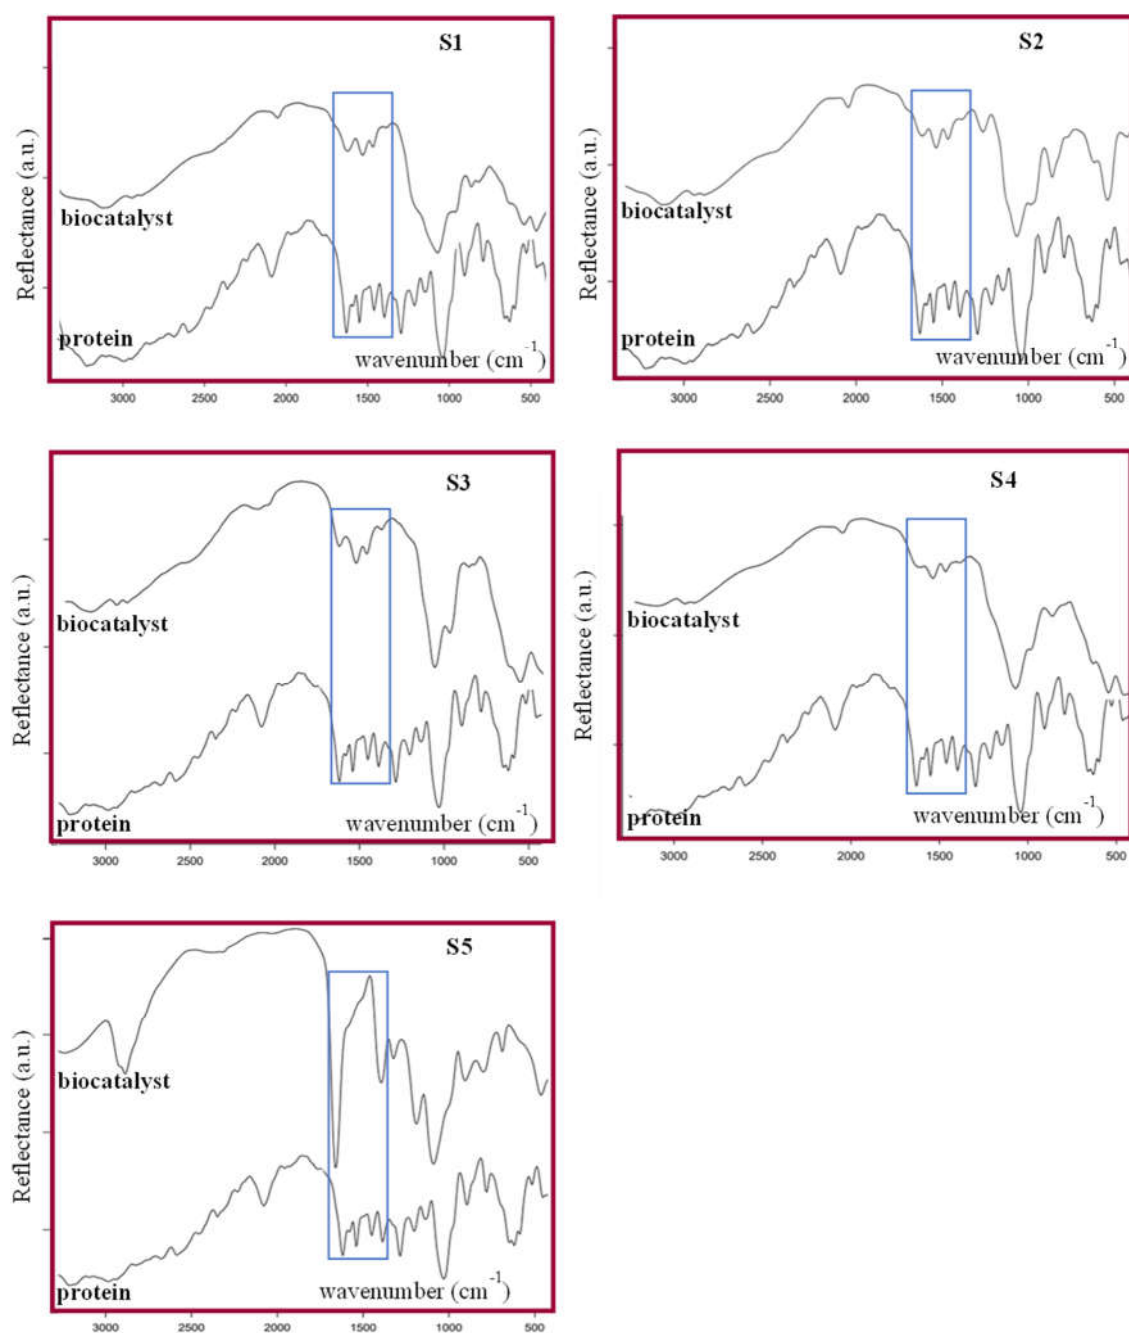 S1
Reflectance (a.u.)
biocatalyst
protein
wavenumber (cm⁻¹)
3000 2500 2000 1500 1000 500
S2
Reflectance (a.u.)
biocatalyst
protein
wavenumber (cm⁻¹)
3000 2500 2000 1500 1000 500
S3
Reflectance (a.u.)
biocatalyst
protein
wavenumber (cm⁻¹)
3000 2500 2000 1500 1000 500
S4
Reflectance (a.u.)
biocatalyst
protein
wavenumber (cm⁻¹)
3000 2500 2000 1500 1000 500
S5
Reflectance (a.u.)
biocatalyst
protein
wavenumber (cm⁻¹)
3000 2500 2000 1500 1000 500